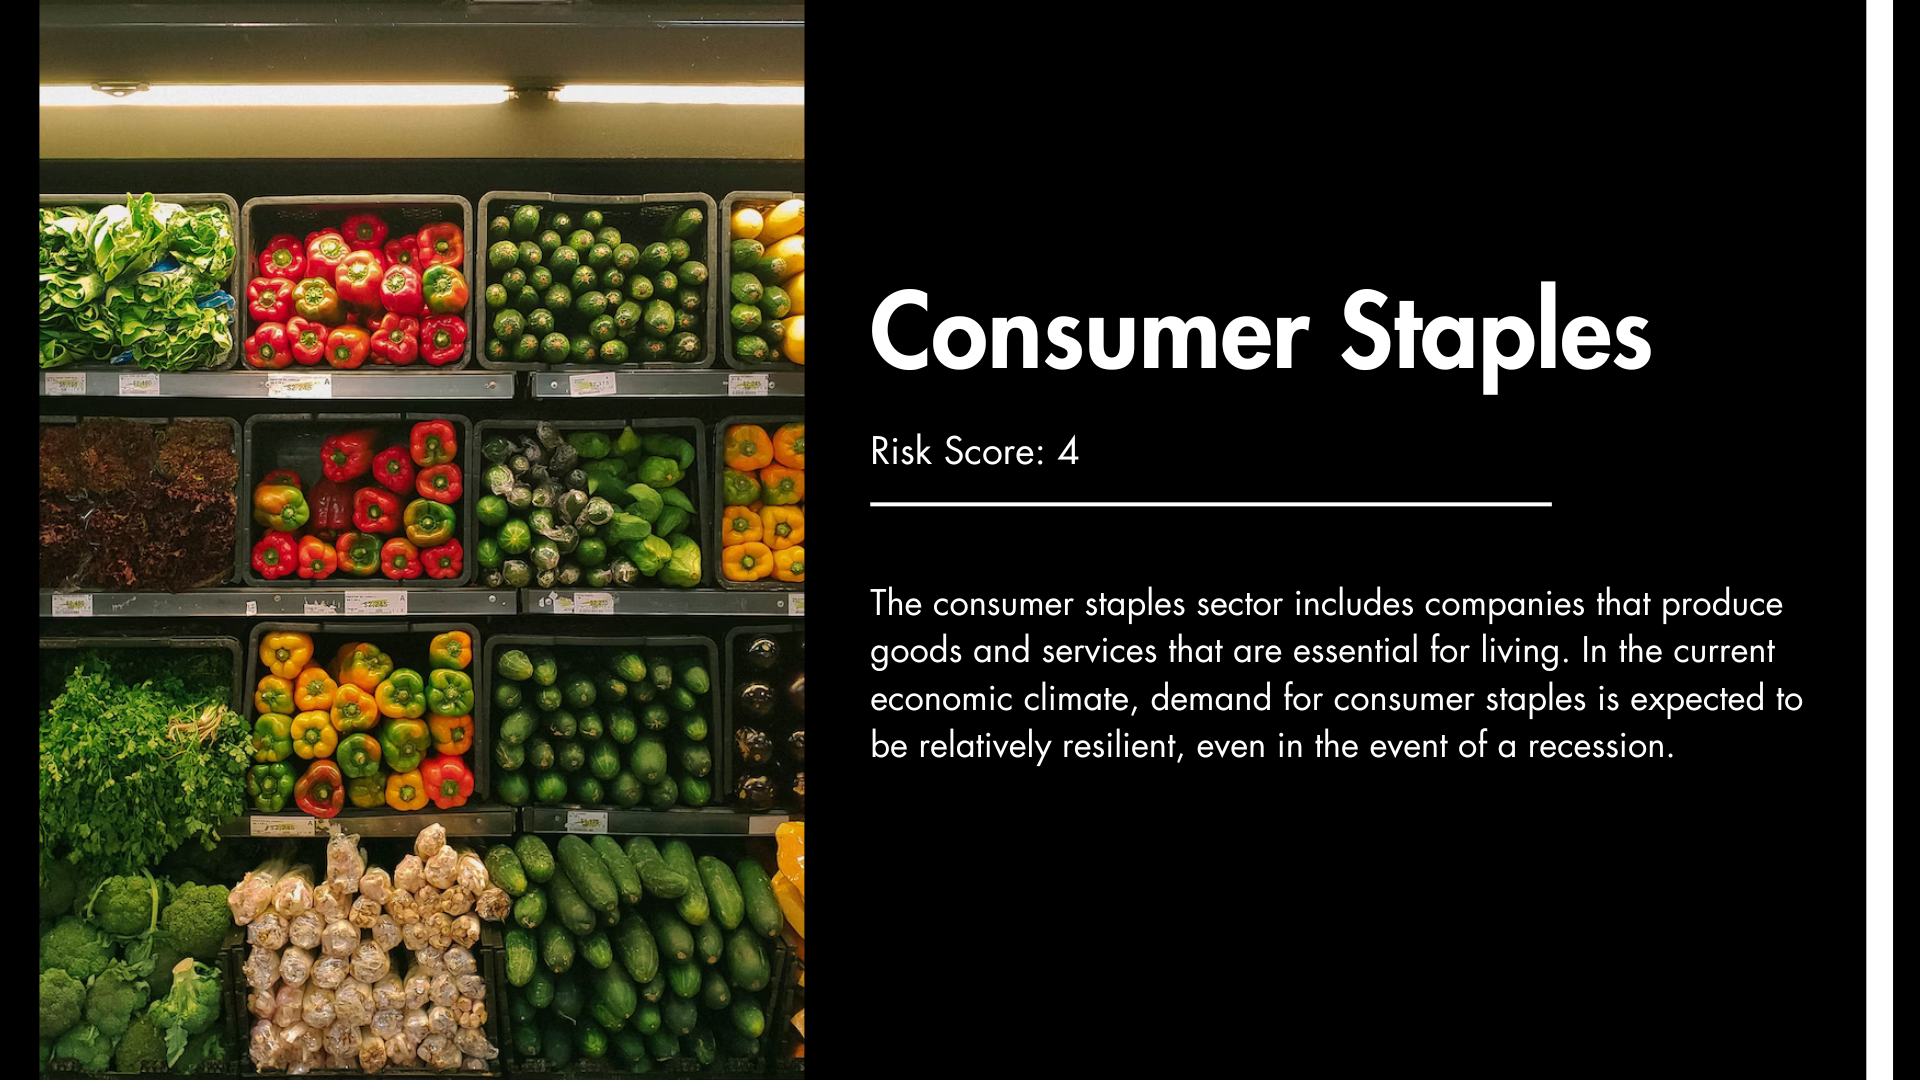 Consumer Staples
Risk Score: 4
The consumer staples sector includes companies that produce
goods and services that are essential for living. In the current
economic climate, demand for consumer staples is expected to
be relatively resilient, even in the event of a recession.